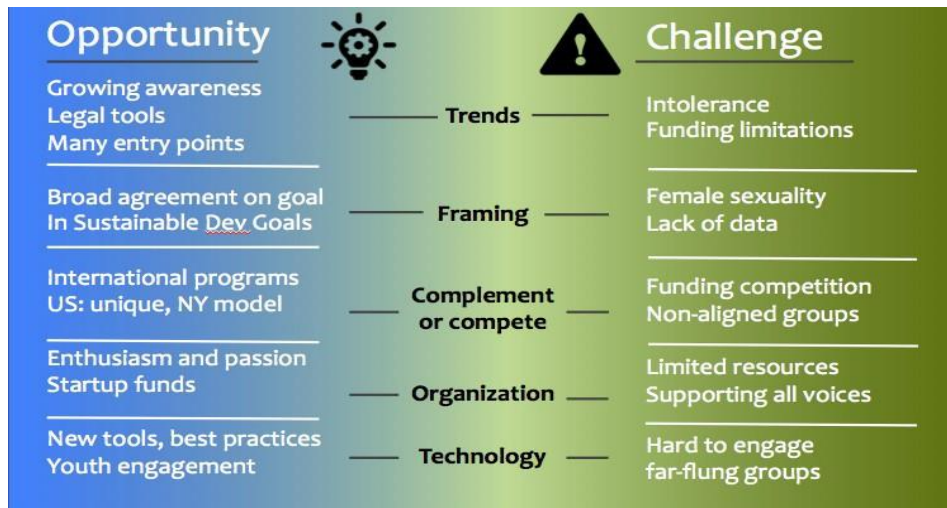 Opportunity
Challenge
Growing awareness
Legal tools
Many entry points
Trends
Intolerance
Funding limitations
Broad agreement on goal
In Sustainable Dev Goals
Framing
Female sexuality
Lack of data
International programs
US: unique, NY model
Complement
or compete
Funding competition
Non-aligned groups
Enthusiasm and passion
Startup funds
Organization
Limited resources
Supporting all voices
New tools, best practices
Youth engagement
Technology
Hard to engage
far-flung groups